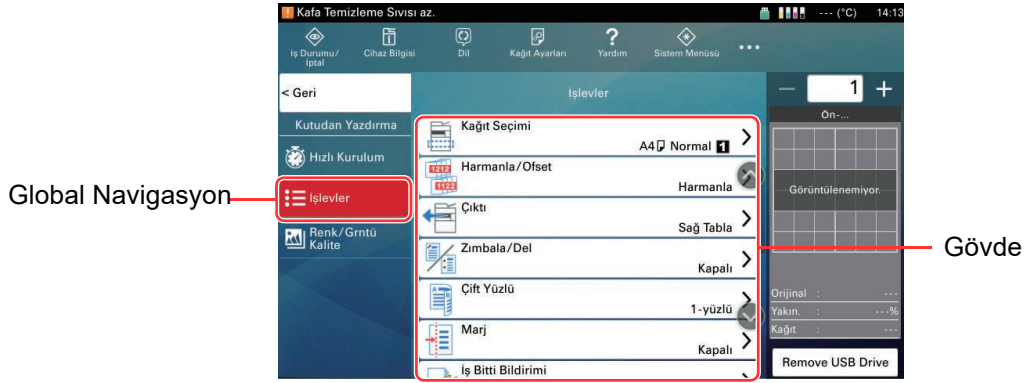 Kafa Temizleme Sıvısı az.
--- (°C) 14:13
İş Durumu/
İptal
Cihaz Bilgisi
Dil
Kağıt Ayarları
Yardım
Sistem Menüsü
< Geri
İşlevler
1
Kutudan Yazdırma
Hızlı Kurulum
İşlevler
Renk/Grntü
Kalite
Global Navigasyon
Kağıt Seçimi
A4 Normal 1
1212
1122
Harmanla/Ofset
Harmanla
Çıktı
Sağ Tabla
Zımbala/Del
Kapalı
Çift Yüzlü
1-yüzlü
Marj
Kapalı
İş Bitti Bildirimi
Ön-...
Görüntülenemiyor.
Orijinal : ---
Yakın. : ---%
Kağıt : ---
Remove USB Drive
Gövde